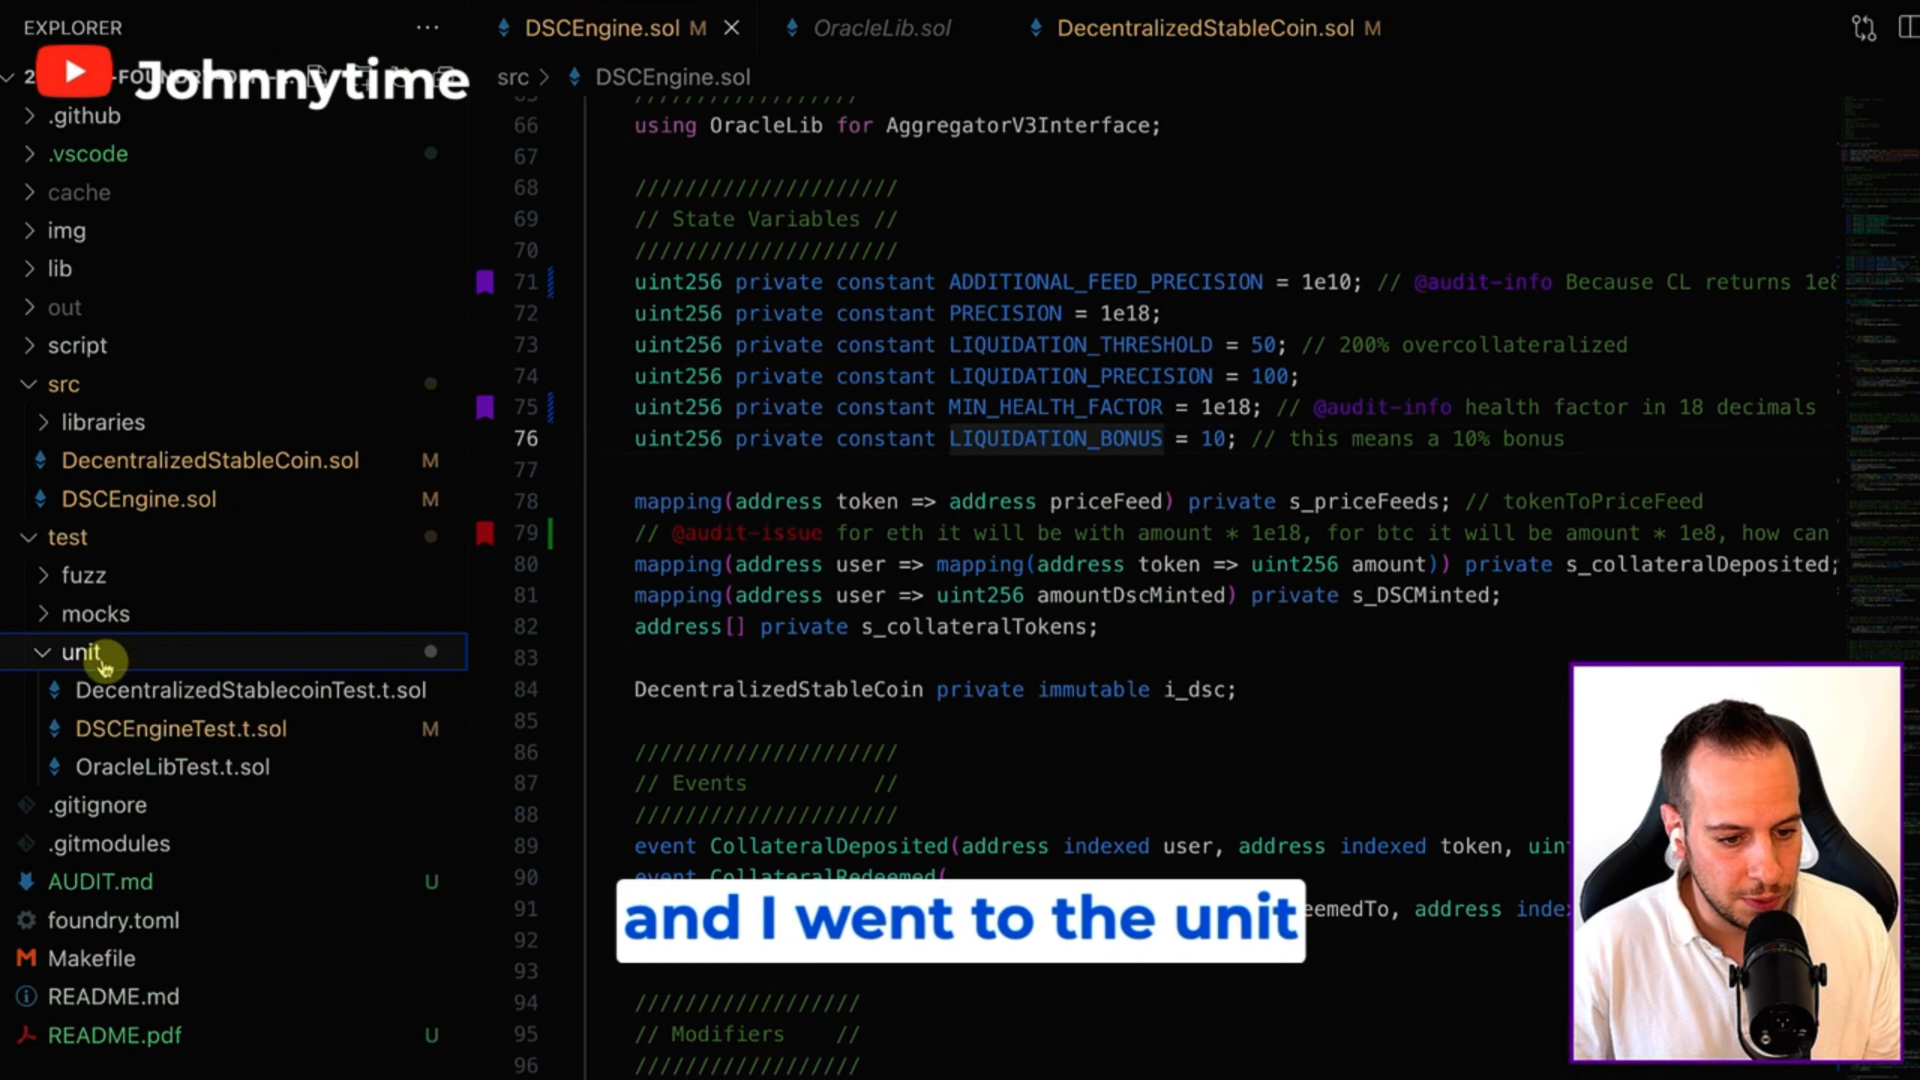 EXPLORER
Johnnytime
.github
.vscode
cache
img
lib
out
script
src
libraries
DecentralizedStableCoin.sol M
DSCEngine.sol M
test
fuzz
mocks
unit
DecentralizedStablecoinTest.t.sol
DSCEngineTest.t.sol M
OracleLibTest.t.sol
.gitignore
.gitmodules
AUDIT.md U
foundry.toml
Makefile
README.md
README.pdf U
DSCEngine.sol M
OracleLib.sol
DecentralizedStableCoin.sol M
src > DSCEngine.sol
66 using OracleLib for AggregatorV3Interface;
67
68 /////////////////////
69 // State Variables //
70 /////////////////////
71 uint256 private constant ADDITIONAL_FEED_PRECISION = 1e10; // @audit-info Because CL returns 1e8
72 uint256 private constant PRECISION = 1e18;
73 uint256 private constant LIQUIDATION_THRESHOLD = 50; // 200% overcollateralized
74 uint256 private constant LIQUIDATION_PRECISION = 100;
75 uint256 private constant MIN_HEALTH_FACTOR = 1e18; // @audit-info health factor in 18 decimals
76 uint256 private constant LIQUIDATION_BONUS = 10; // this means a 10% bonus
77
78 mapping(address token => address priceFeed) private s_priceFeeds; // tokenToPriceFeed
79 // @audit-issue for eth it will be with amount * 1e18, for btc it will be amount * 1e8, how can
80 mapping(address user => mapping(address token => uint256 amount)) private s_collateralDeposited;
81 mapping(address user => uint256 amountDscMinted) private s_DSCMinted;
82 address[] private s_collateralTokens;
83
84 DecentralizedStableCoin private immutable i_dsc;
85
86 /////////////////////
87 // Events //
88 /////////////////////
89 event CollateralDeposited(address indexed user, address indexed token, uin
90 event CollateralRedeemed(
91 eemedTo, address inde
92
93
94 //////////////////
95 // Modifiers //
96 //////////////////
and I went to the unit